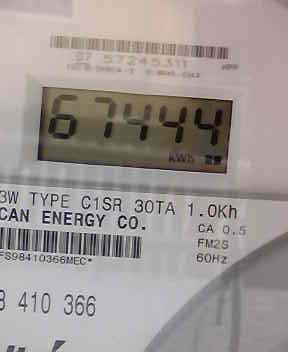 07 57245311
67444
kWh
3W TYPE C1SR 30TA 1.0Kh
CAN ENERGY CO.
CA 0.5
FM2S
60Hz
FS98410366MEC*
8 410 366